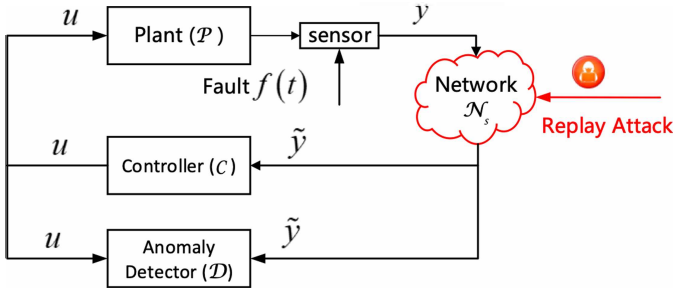 u
Plant (𝒫)
sensor
y
Fault f(t)
Network
𝒩ₛ
Replay Attack
u
Controller (𝒞)
ỹ
u
Anomaly
Detector (𝒟)
ỹ